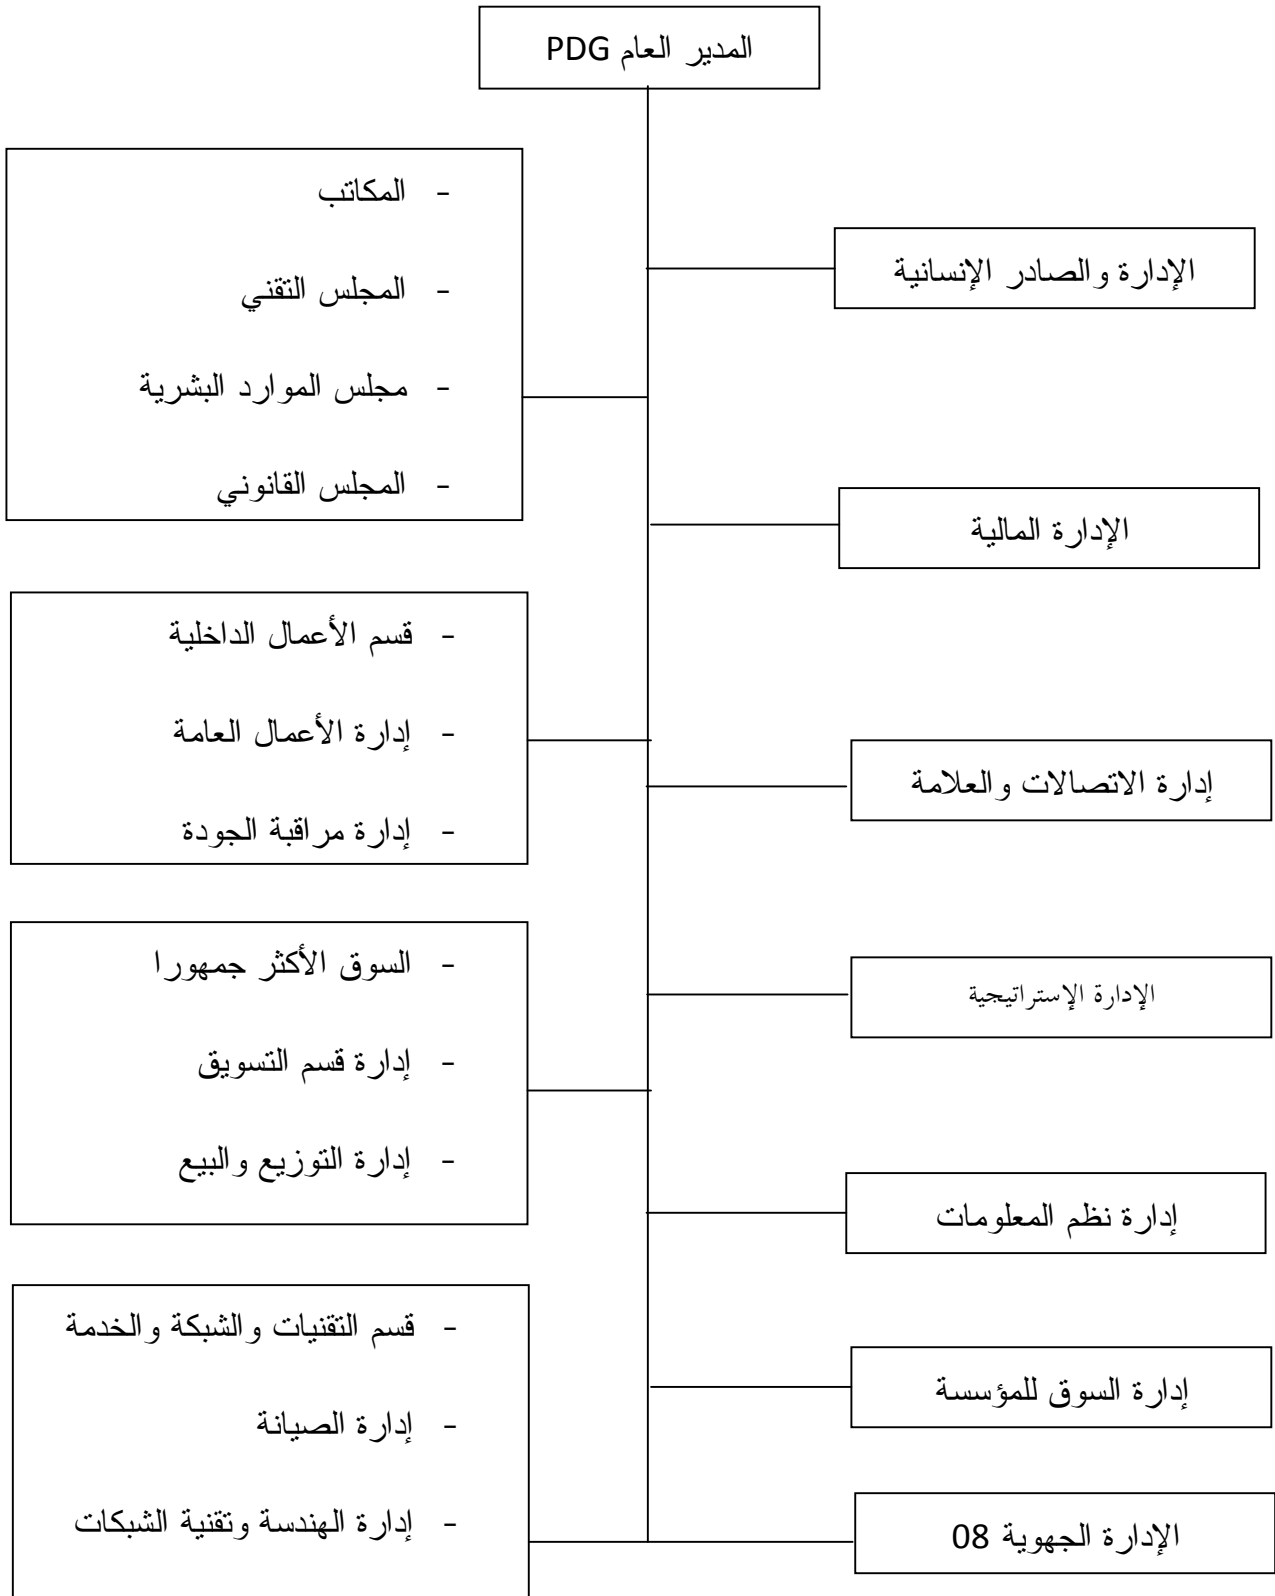 المدير العام PDG
- المكاتب
- المجلس التقني
- مجلس الموارد البشرية
- المجلس القانوني
الإدارة والصادر الإنسانية
الإدارة المالية
- قسم الأعمال الداخلية
- إدارة الأعمال العامة
- إدارة مراقبة الجودة
إدارة الاتصالات والعلامة
- السوق الأكثر جمهورا
- إدارة قسم التسويق
- إدارة التوزيع والبيع
الإدارة الإستراتيجية
إدارة نظم المعلومات
- قسم التقنيات والشبكة والخدمة
- إدارة الصيانة
- إدارة الهندسة وتقنية الشبكات
إدارة السوق للمؤسسة
الإدارة الجهوية 08